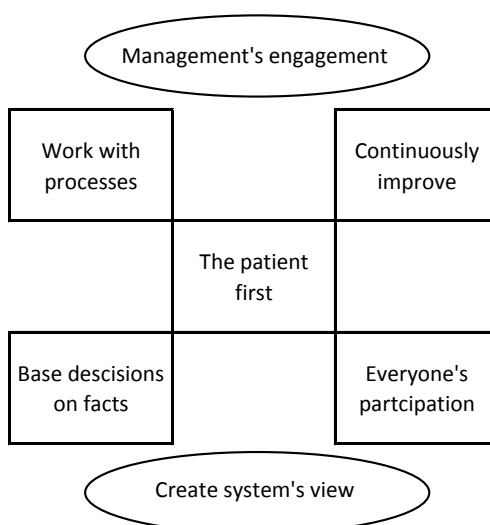 Management's engagement
Work with
processes
Continuously
improve
The patient
first
Base descisions
on facts
Everyone's
partcipation
Create system's view